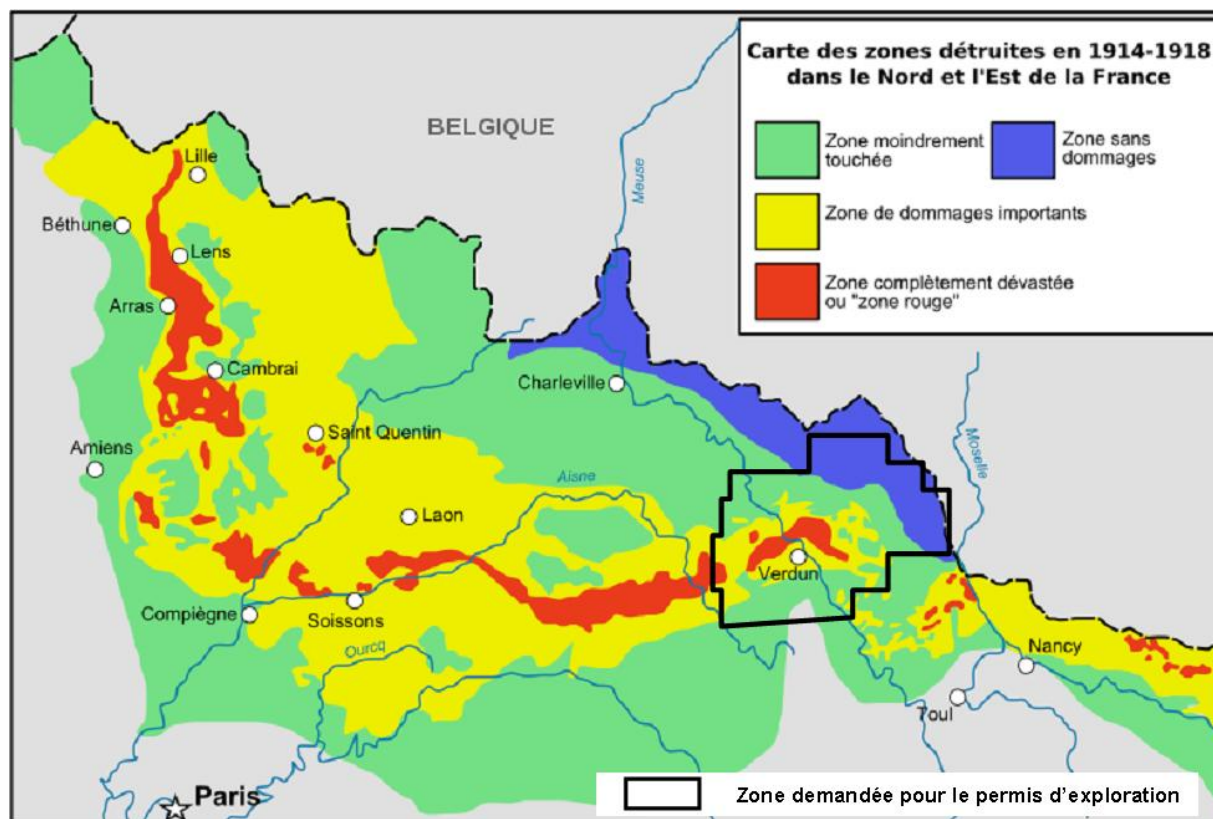 Carte des zones détruites en 1914-1918
dans le Nord et l'Est de la France
Zone moindrement
touchée
Zone sans
dommages
Zone de dommages importants
Zone complètement dévastée
ou "zone rouge"
BELGIQUE
Meuse
Lille
Béthune
Lens
Arras
Cambrai
Charleville
Amiens
Saint Quentin
Moselle
Aisne
Laon
Verdun
Compiègne
Soissons
Ourcq
Nancy
Toul
Paris
Zone demandée pour le permis d'exploration